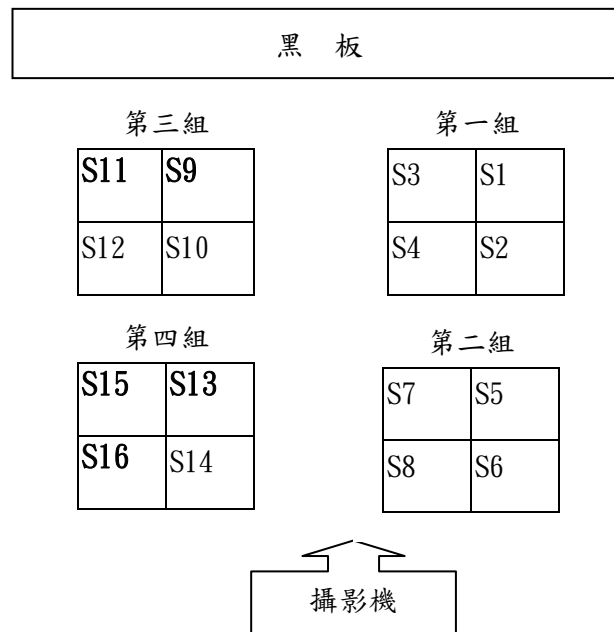 黑 板
第三組 第一組
S11 S9 S3 S1
S12 S10 S4 S2
第四組 第二組
S15 S13 S7 S5
S16 S14 S8 S6
攝影機